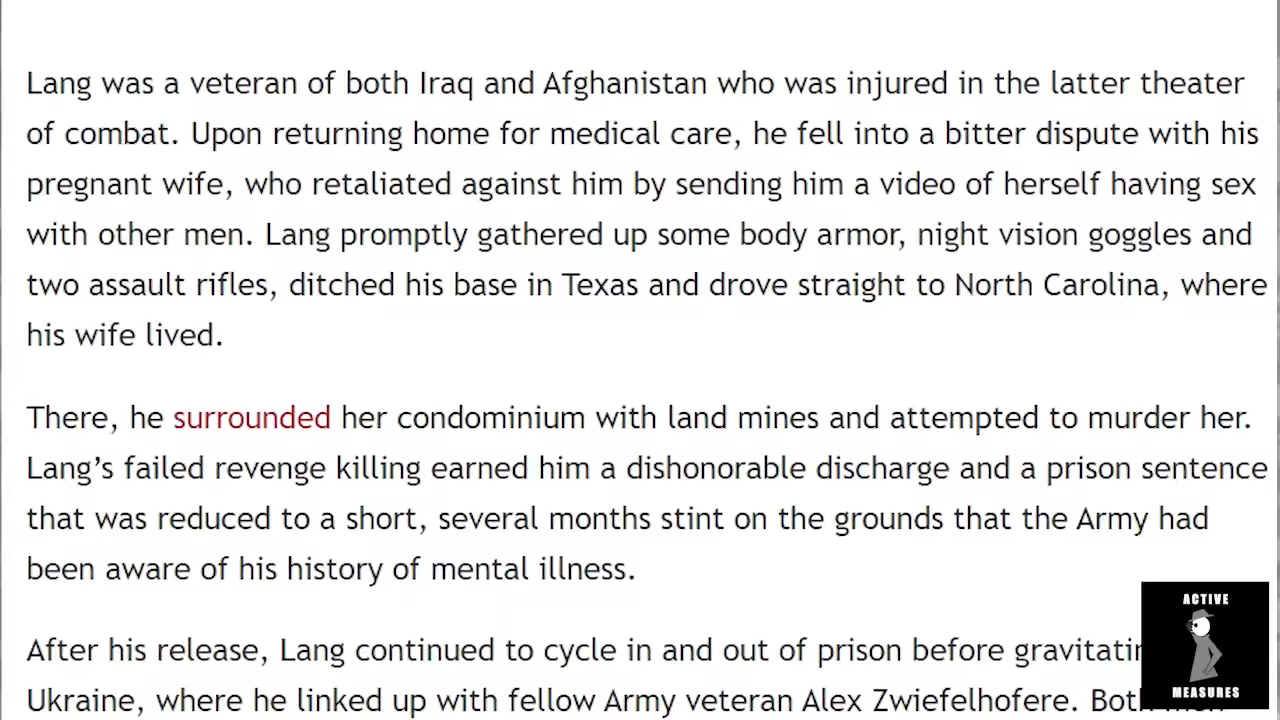 Lang was a veteran of both Iraq and Afghanistan who was injured in the latter theater
of combat. Upon returning home for medical care, he fell into a bitter dispute with his
pregnant wife, who retaliated against him by sending him a video of herself having sex
with other men. Lang promptly gathered up some body armor, night vision goggles and
two assault rifles, ditched his base in Texas and drove straight to North Carolina, where
his wife lived.
There, he surrounded her condominium with land mines and attempted to murder her.
Lang’s failed revenge killing earned him a dishonorable discharge and a prison sentence
that was reduced to a short, several months stint on the grounds that the Army had
been aware of his history of mental illness.
After his release, Lang continued to cycle in and out of prison before
Ukraine, where he linked up with fellow Army veteran Alex Zwiefelhofere.
ACTIVE
MEASURES